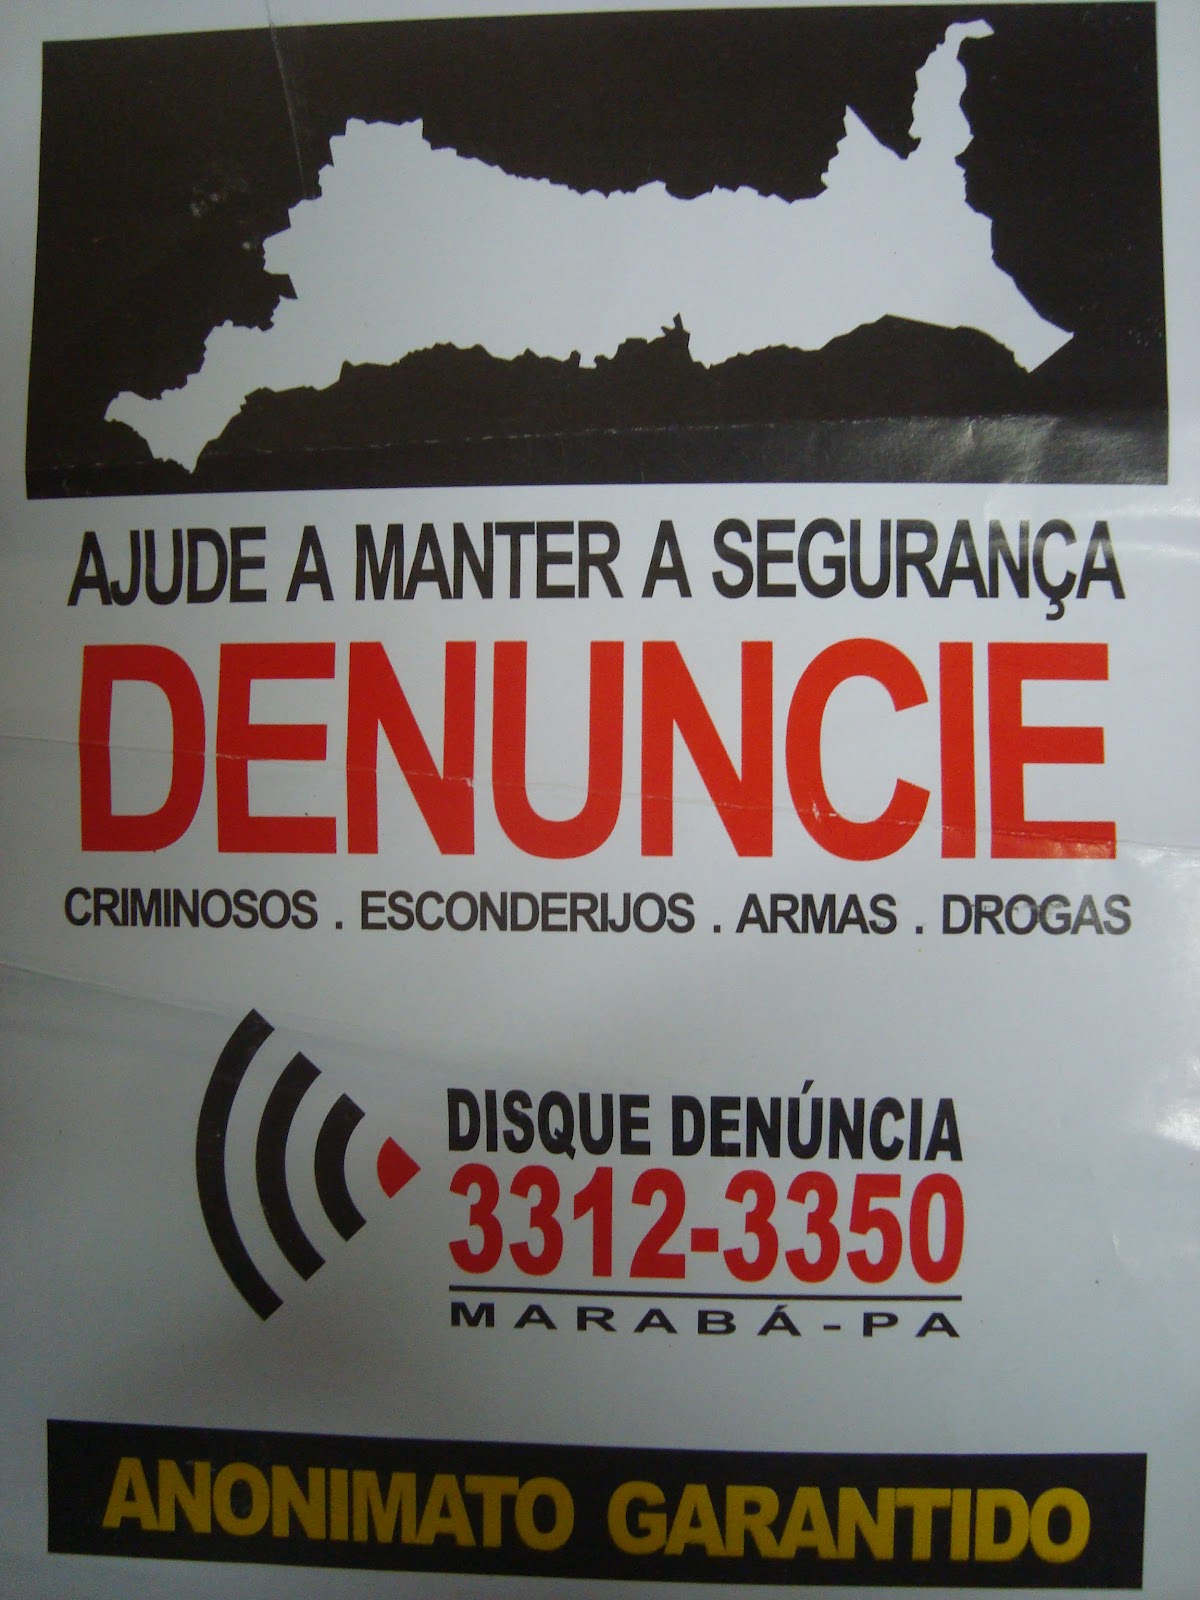 AJUDE A MANTER A SEGURANÇA
DENUNCIE
CRIMINOSOS . ESCONDERIJOS . ARMAS . DROGAS
DISQUE DENÚNCIA
3312-3350
MARABÁ-PA
ANONIMATO GARANTIDO